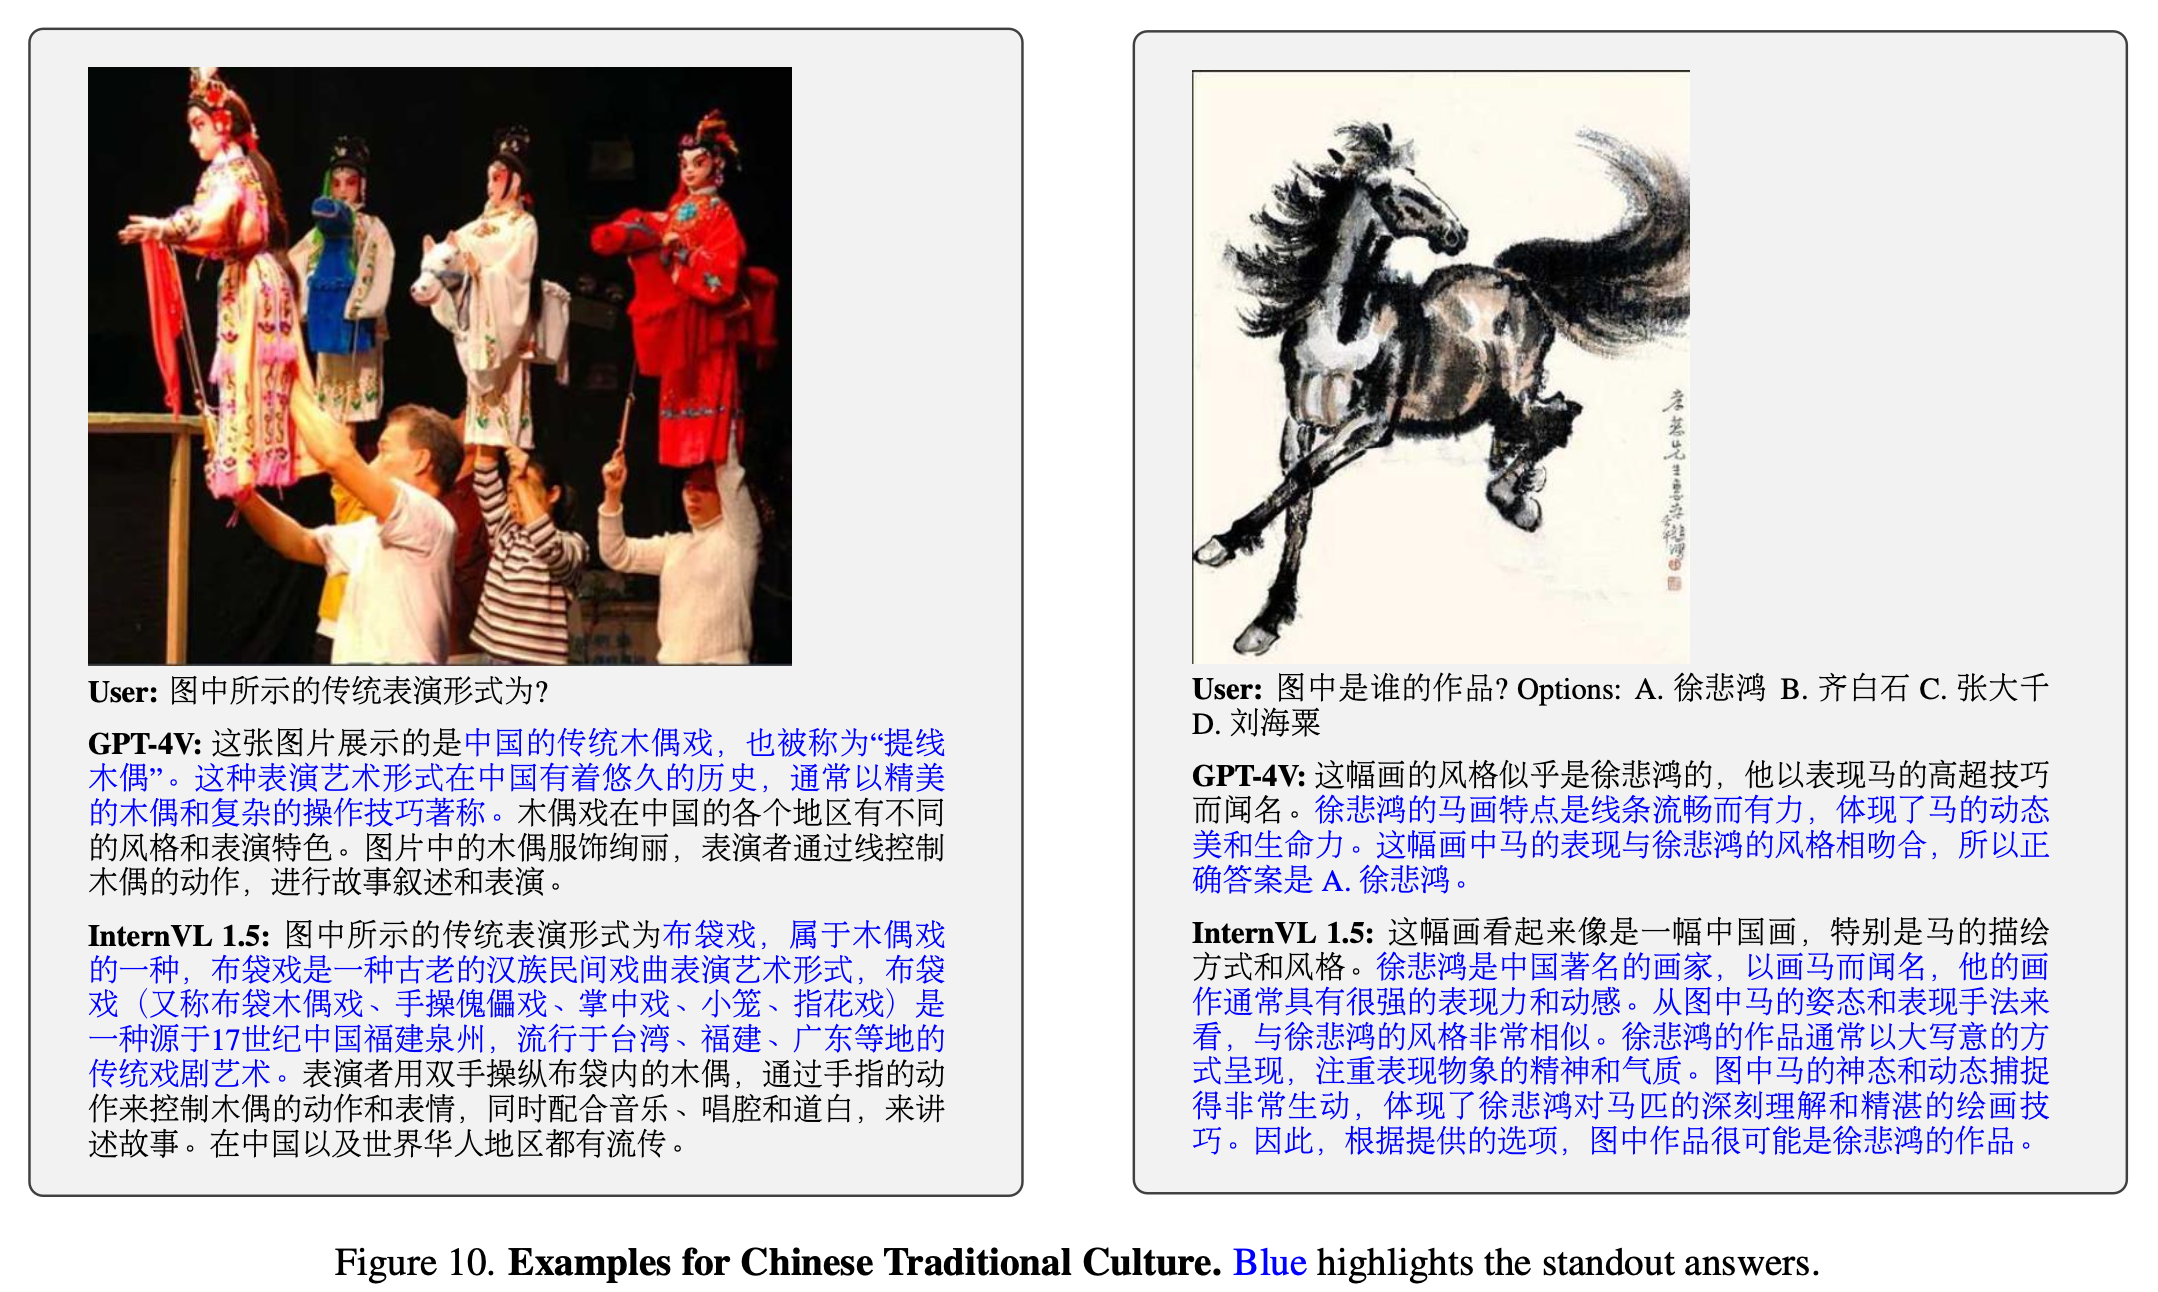 User: 图中所示的传统表演形式为?
GPT-4V: 这张图片展示的是中国的传统木偶戏，也被称为“提线
木偶”。这种表演艺术形式在中国有着悠久的历史，通常以精美
的木偶和复杂的操作技巧著称。木偶戏在中国的各个地区有不同
的风格和表演特色。图片中的木偶服饰绚丽，表演者通过线控制
木偶的动作，进行故事叙述和表演。
InternVL 1.5: 图中所示的传统表演形式为布袋戏，属于木偶戏
的一种，布袋戏是一种古老的汉族民间戏曲表演艺术形式，布袋
戏（又称布袋木偶戏、手操傀儡戏、掌中戏、小笼、指花戏）是
一种源于17世纪中国福建泉州，流行于台湾、福建、广东等地的
传统戏剧艺术。表演者用双手操纵布袋内的木偶，通过手指的动
作来控制木偶的动作和表情，同时配合音乐、唱腔和道白，来讲
述故事。在中国以及世界华人地区都有流传。
User: 图中是谁的作品? Options: A. 徐悲鸿 B. 齐白石 C. 张大千
D. 刘海粟
GPT-4V: 这幅画的风格似乎是徐悲鸿的，他以表现马的高超技巧
而闻名。徐悲鸿的马画特点是线条流畅而有力，体现了马的动态
美和生命力。这幅画中马的表现与徐悲鸿的风格相吻合，所以正
确答案是 A. 徐悲鸿。
InternVL 1.5: 这幅画看起来像是一幅中国画，特别是马的描绘
方式和风格。徐悲鸿是中国著名的画家，以画马而闻名，他的画
作通常具有很强的表现力和动感。从图中马的姿态和表现手法来
看，与徐悲鸿的风格非常相似。徐悲鸿的作品通常以大写意的方
式呈现，注重表现物象的精神和气质。图中马的神态和动态捕捉
得非常生动，体现了徐悲鸿对马匹的深刻理解和精湛的绘画技
巧。因此，根据提供的选项，图中作品很可能是徐悲鸿的作品。
Figure 10. Examples for Chinese Traditional Culture. Blue highlights the standout answers.